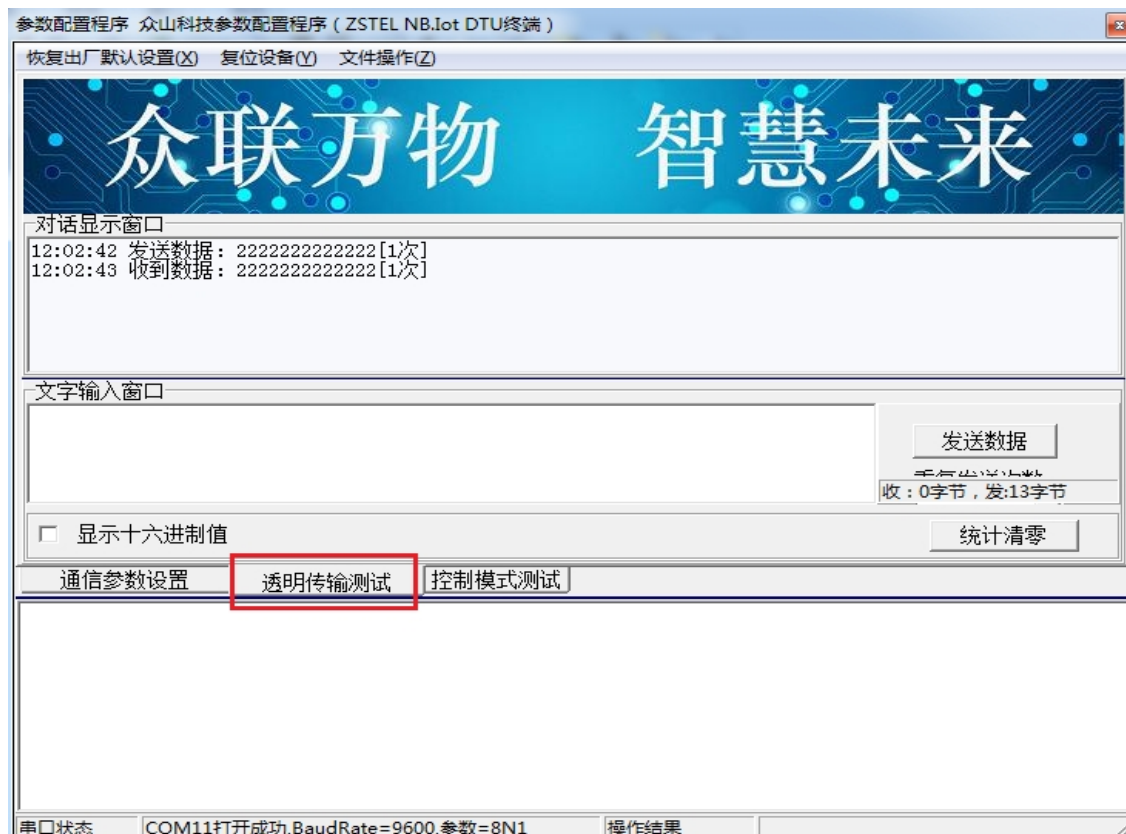 参数配置程序 众山科技参数配置程序（ZSTEL NB.Iot DTU终端）
恢复出厂默认设置(X) 复位设备(Y) 文件操作(Z)
众联万物 智慧未来
对话显示窗口
12:02:42 发送数据: 2222222222222[1次]
12:02:43 收到数据: 2222222222222[1次]
文字输入窗口
发送数据
收：0字节，发:13字节
显示十六进制值
统计清零
通信参数设置 透明传输测试 控制模式测试
串口状态 COM11打开成功,BaudRate=9600,参数=8N1 操作结果